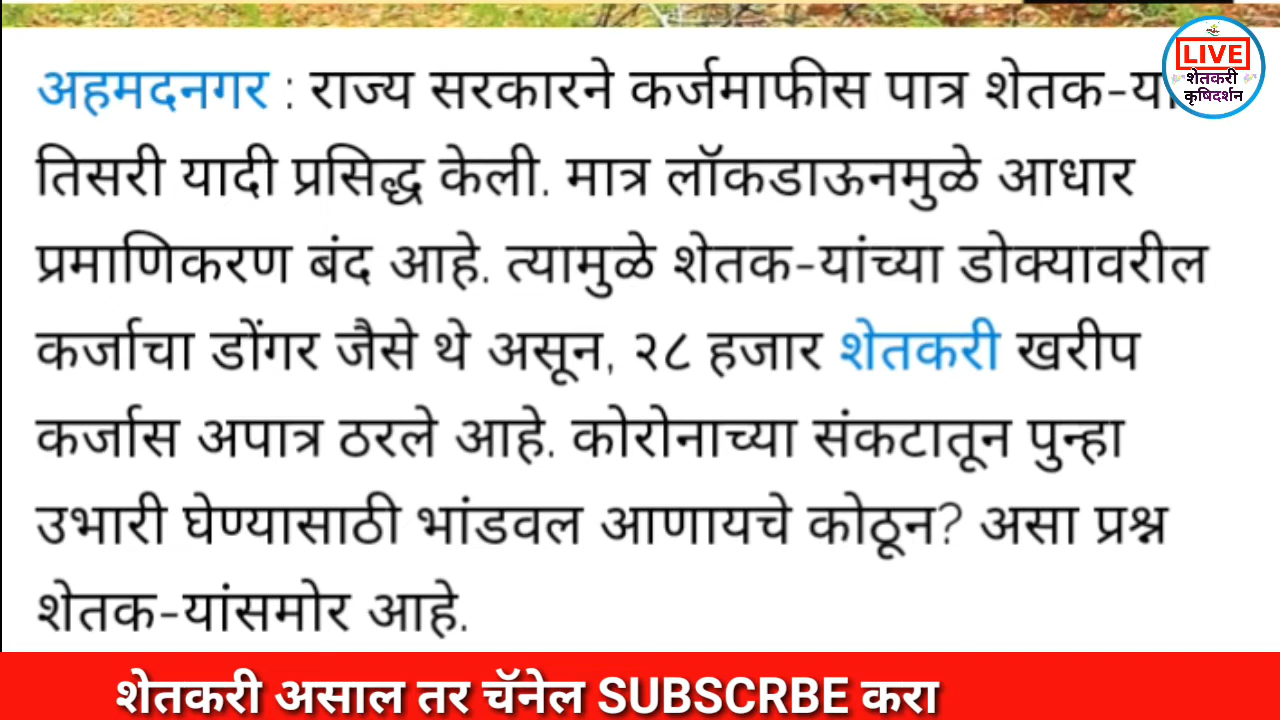 LIVE
शेतकरी
कृषिदर्शन
अहमदनगर : राज्य सरकारने कर्जमाफीस पात्र शेतक-या
तिसरी यादी प्रसिद्ध केली. मात्र लॉकडाऊनमुळे आधार
प्रमाणिकरण बंद आहे. त्यामुळे शेतक-यांच्या डोक्यावरील
कर्जाचा डोंगर जैसे थे असून, २८ हजार शेतकरी खरीप
कर्जास अपात्र ठरले आहे. कोरोनाच्या संकटातून पुन्हा
उभारी घेण्यासाठी भांडवल आणायचे कोठून? असा प्रश्न
शेतक-यांसमोर आहे.
शेतकरी असाल तर चॅनेल SUBSCRBE करा